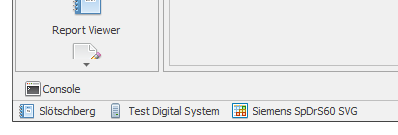 Report Viewer
Console
Slötschberg Test Digital System Siemens SpDrS60 SVG